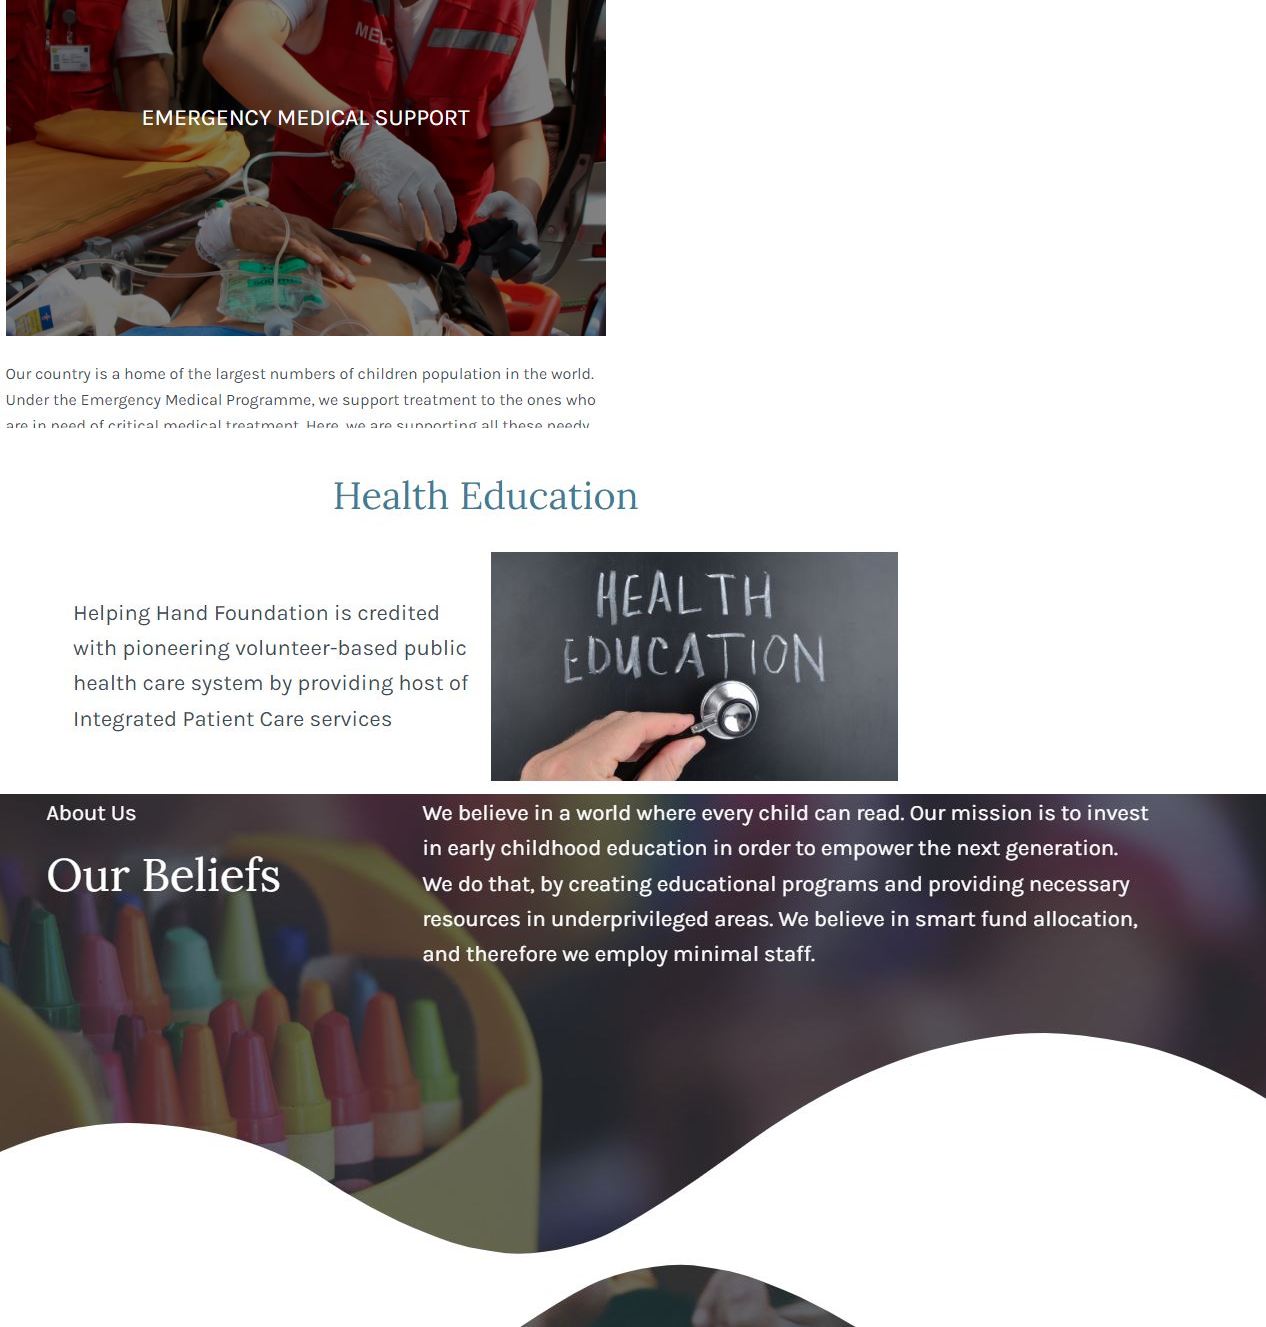 MEDIC
EMERGENCY MEDICAL SUPPORT
Our country is a home of the largest numbers of children population in the world.
Under the Emergency Medical Programme, we support treatment to the ones who
are in need of critical medical treatment. Here, we are supporting all these needy
Health Education
HEALTH
EDUCATION
Helping Hand Foundation is credited
with pioneering volunteer-based public
health care system by providing host of
Integrated Patient Care services
About Us
Our Beliefs
We believe in a world where every child can read. Our mission is to invest
in early childhood education in order to empower the next generation.
We do that, by creating educational programs and providing necessary
resources in underprivileged areas. We believe in smart fund allocation,
and therefore we employ minimal staff.